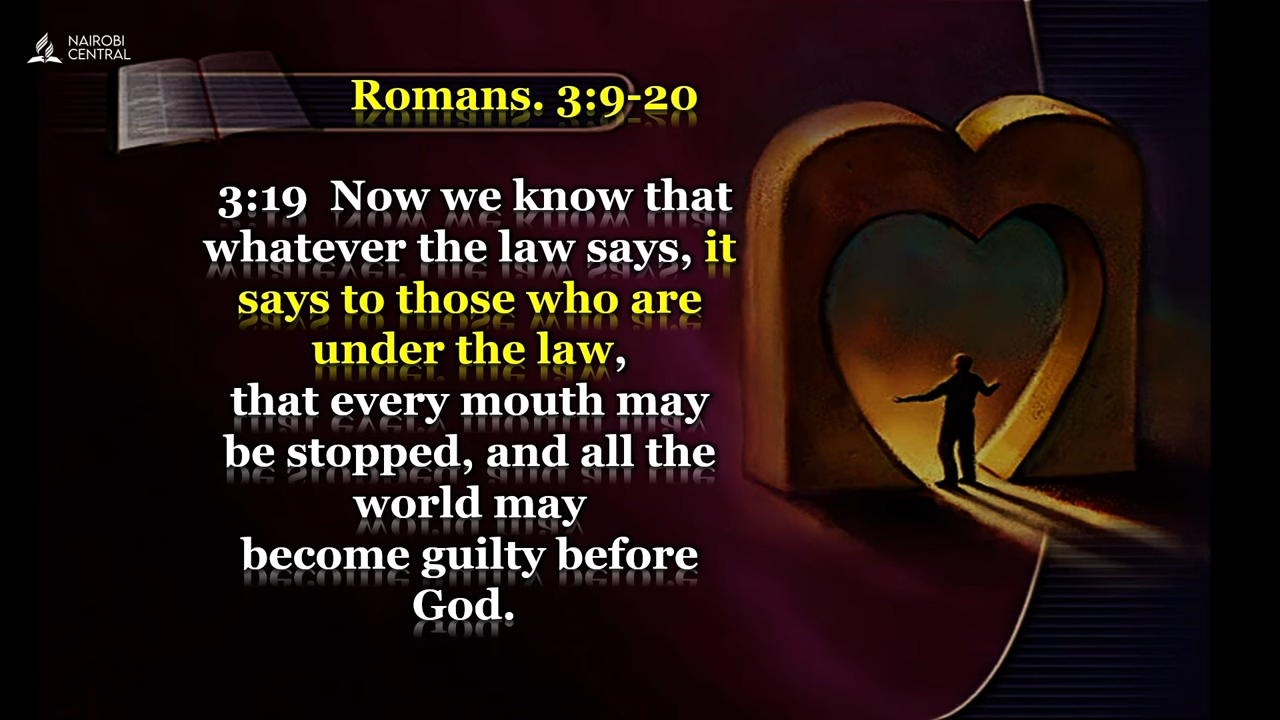 NAIROBI
CENTRAL
Romans. 3:9-20
3:19 Now we know that
whatever the law says, it
says to those who are
under the law,
that every mouth may
be stopped, and all the
world may
become guilty before
God.